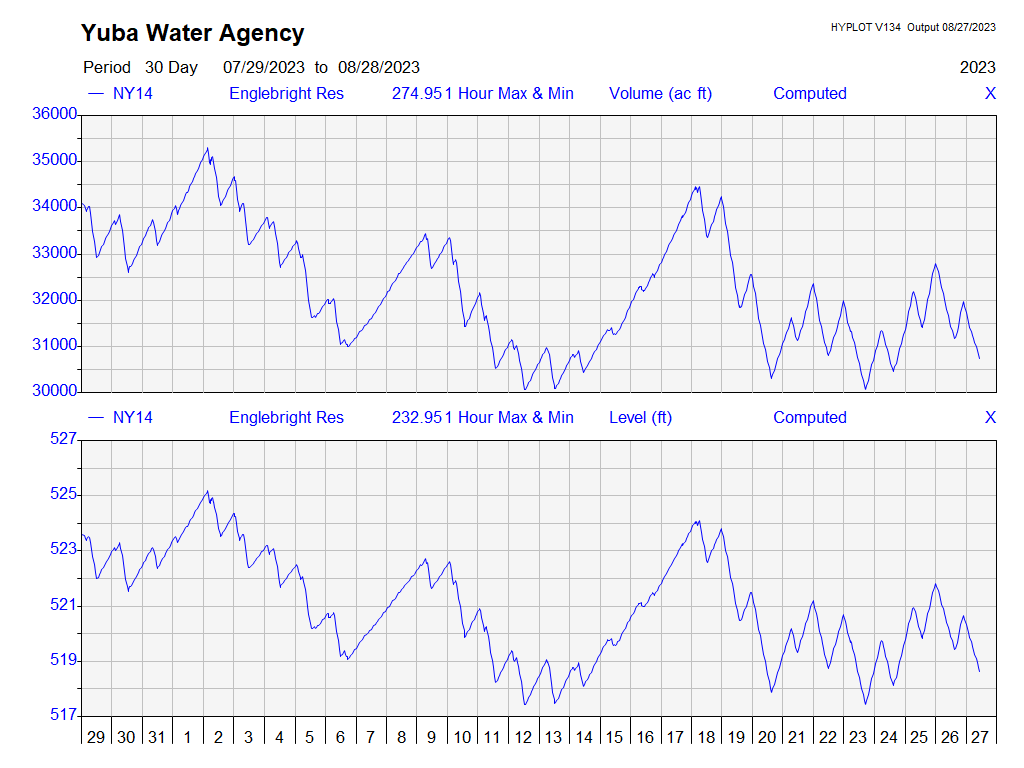 Yuba Water Agency
HYPLOT V134 Output 08/27/2023
Period 30 Day 07/29/2023 to 08/28/2023 2023
NY14 Englebright Res 274.951 Hour Max & Min Volume (ac ft) Computed X
36000
35000
34000
33000
32000
31000
30000
NY14 Englebright Res 232.951 Hour Max & Min Level (ft) Computed X
527
525
523
521
519
517
29 30 31 1 2 3 4 5 6 7 8 9 10 11 12 13 14 15 16 17 18 19 20 21 22 23 24 25 26 27